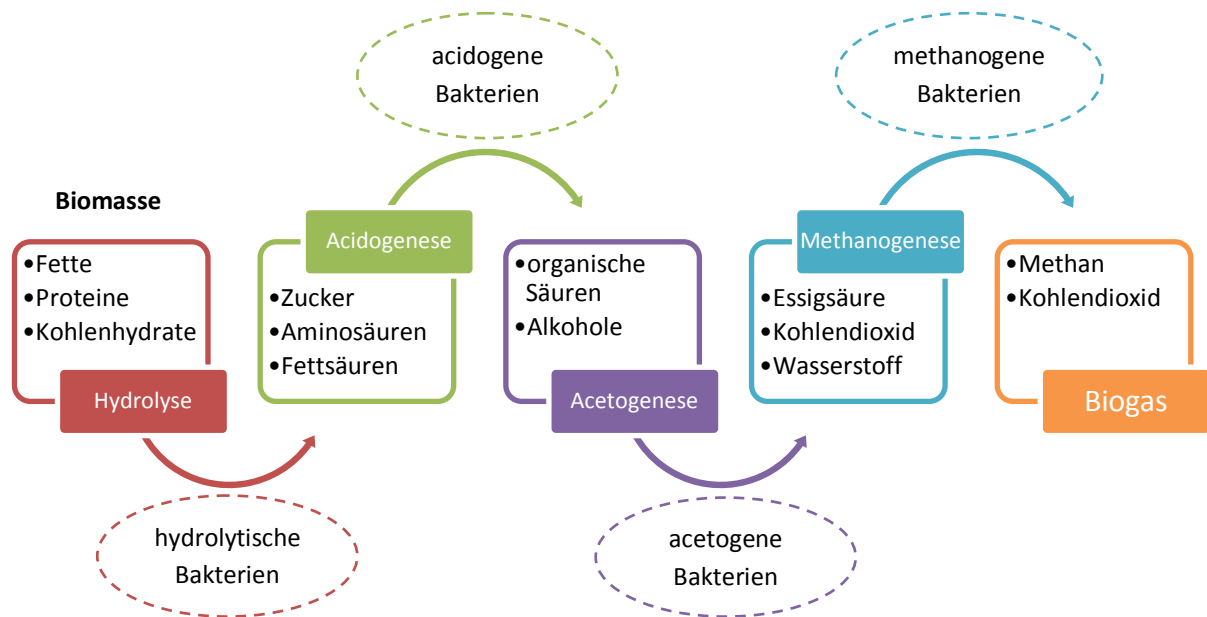 Biomasse
•Fette
•Proteine
•Kohlenhydrate
Hydrolyse
hydrolytische
Bakterien
Acidogenese
•Zucker
•Aminosäuren
•Fettsäuren
acidogene
Bakterien
•organische
Säuren
•Alkohole
Acetogenese
acetogene
Bakterien
Methanogenese
•Essigsäure
•Kohlendioxid
•Wasserstoff
methanogene
Bakterien
•Methan
•Kohlendioxid
Biogas